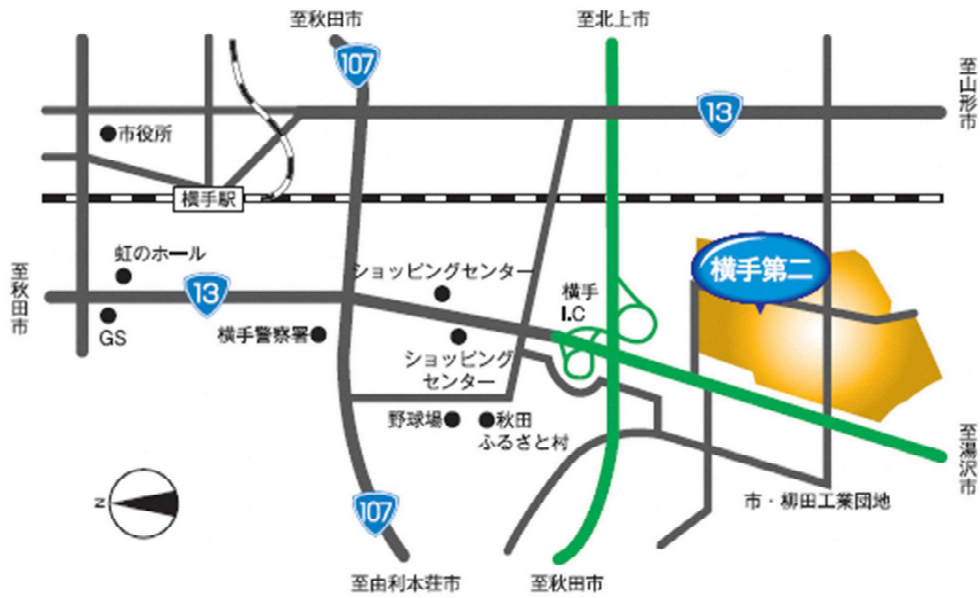 至秋田市
至北上市
107
13
至山形市
市役所
横手駅
虹のホール
ショッピングセンター
横手第二
至秋田市
13
横手
I.C
GS
横手警察署
ショッピング
センター
野球場
秋田
ふるさと村
至湯沢市
N
107
市・柳田工業団地
至由利本荘市
至秋田市